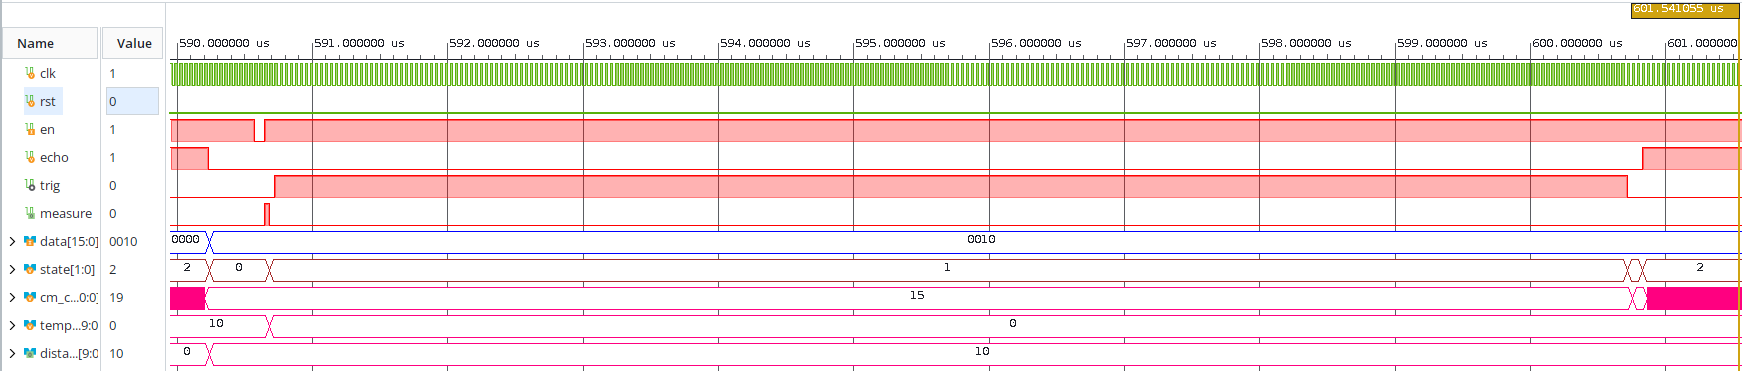 601.541055 us
Name Value 590.000000 us 591.000000 us 592.000000 us 593.000000 us 594.000000 us 595.000000 us 596.000000 us 597.000000 us 598.000000 us 599.000000 us 600.000000 us 601.000000
clk 1
rst 0
en 1
echo 1
trig 0
measure 0
data[15:0] 0010 0000 0010
state[1:0] 2 2 0 1 2
cm_c...0:0] 19 15
temp...9:0 0 10 0
dista...[9:0 10 0 10